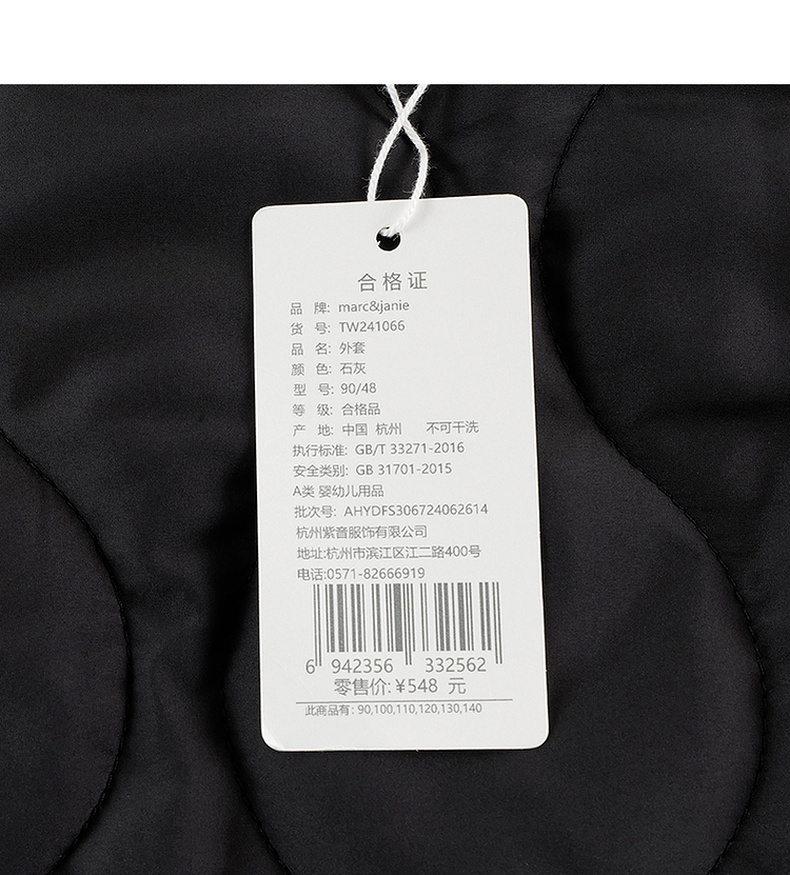 合格证
品 牌: marc&janie
货 号: TW241066
品 名: 外套
颜 色: 石灰
型 号: 90/48
等 级: 合格品
产 地: 中国 杭州 不可干洗
执行标准: GB/T 33271-2016
安全类别: GB 31701-2015
A类 婴幼儿用品
批次号: AHYDFS306724062614
杭州紫音服饰有限公司
地址:杭州市滨江区江二路400号
电话:0571-82666919
6 942356 332562
零售价:¥548 元
此商品有: 90,100,110,120,130,140